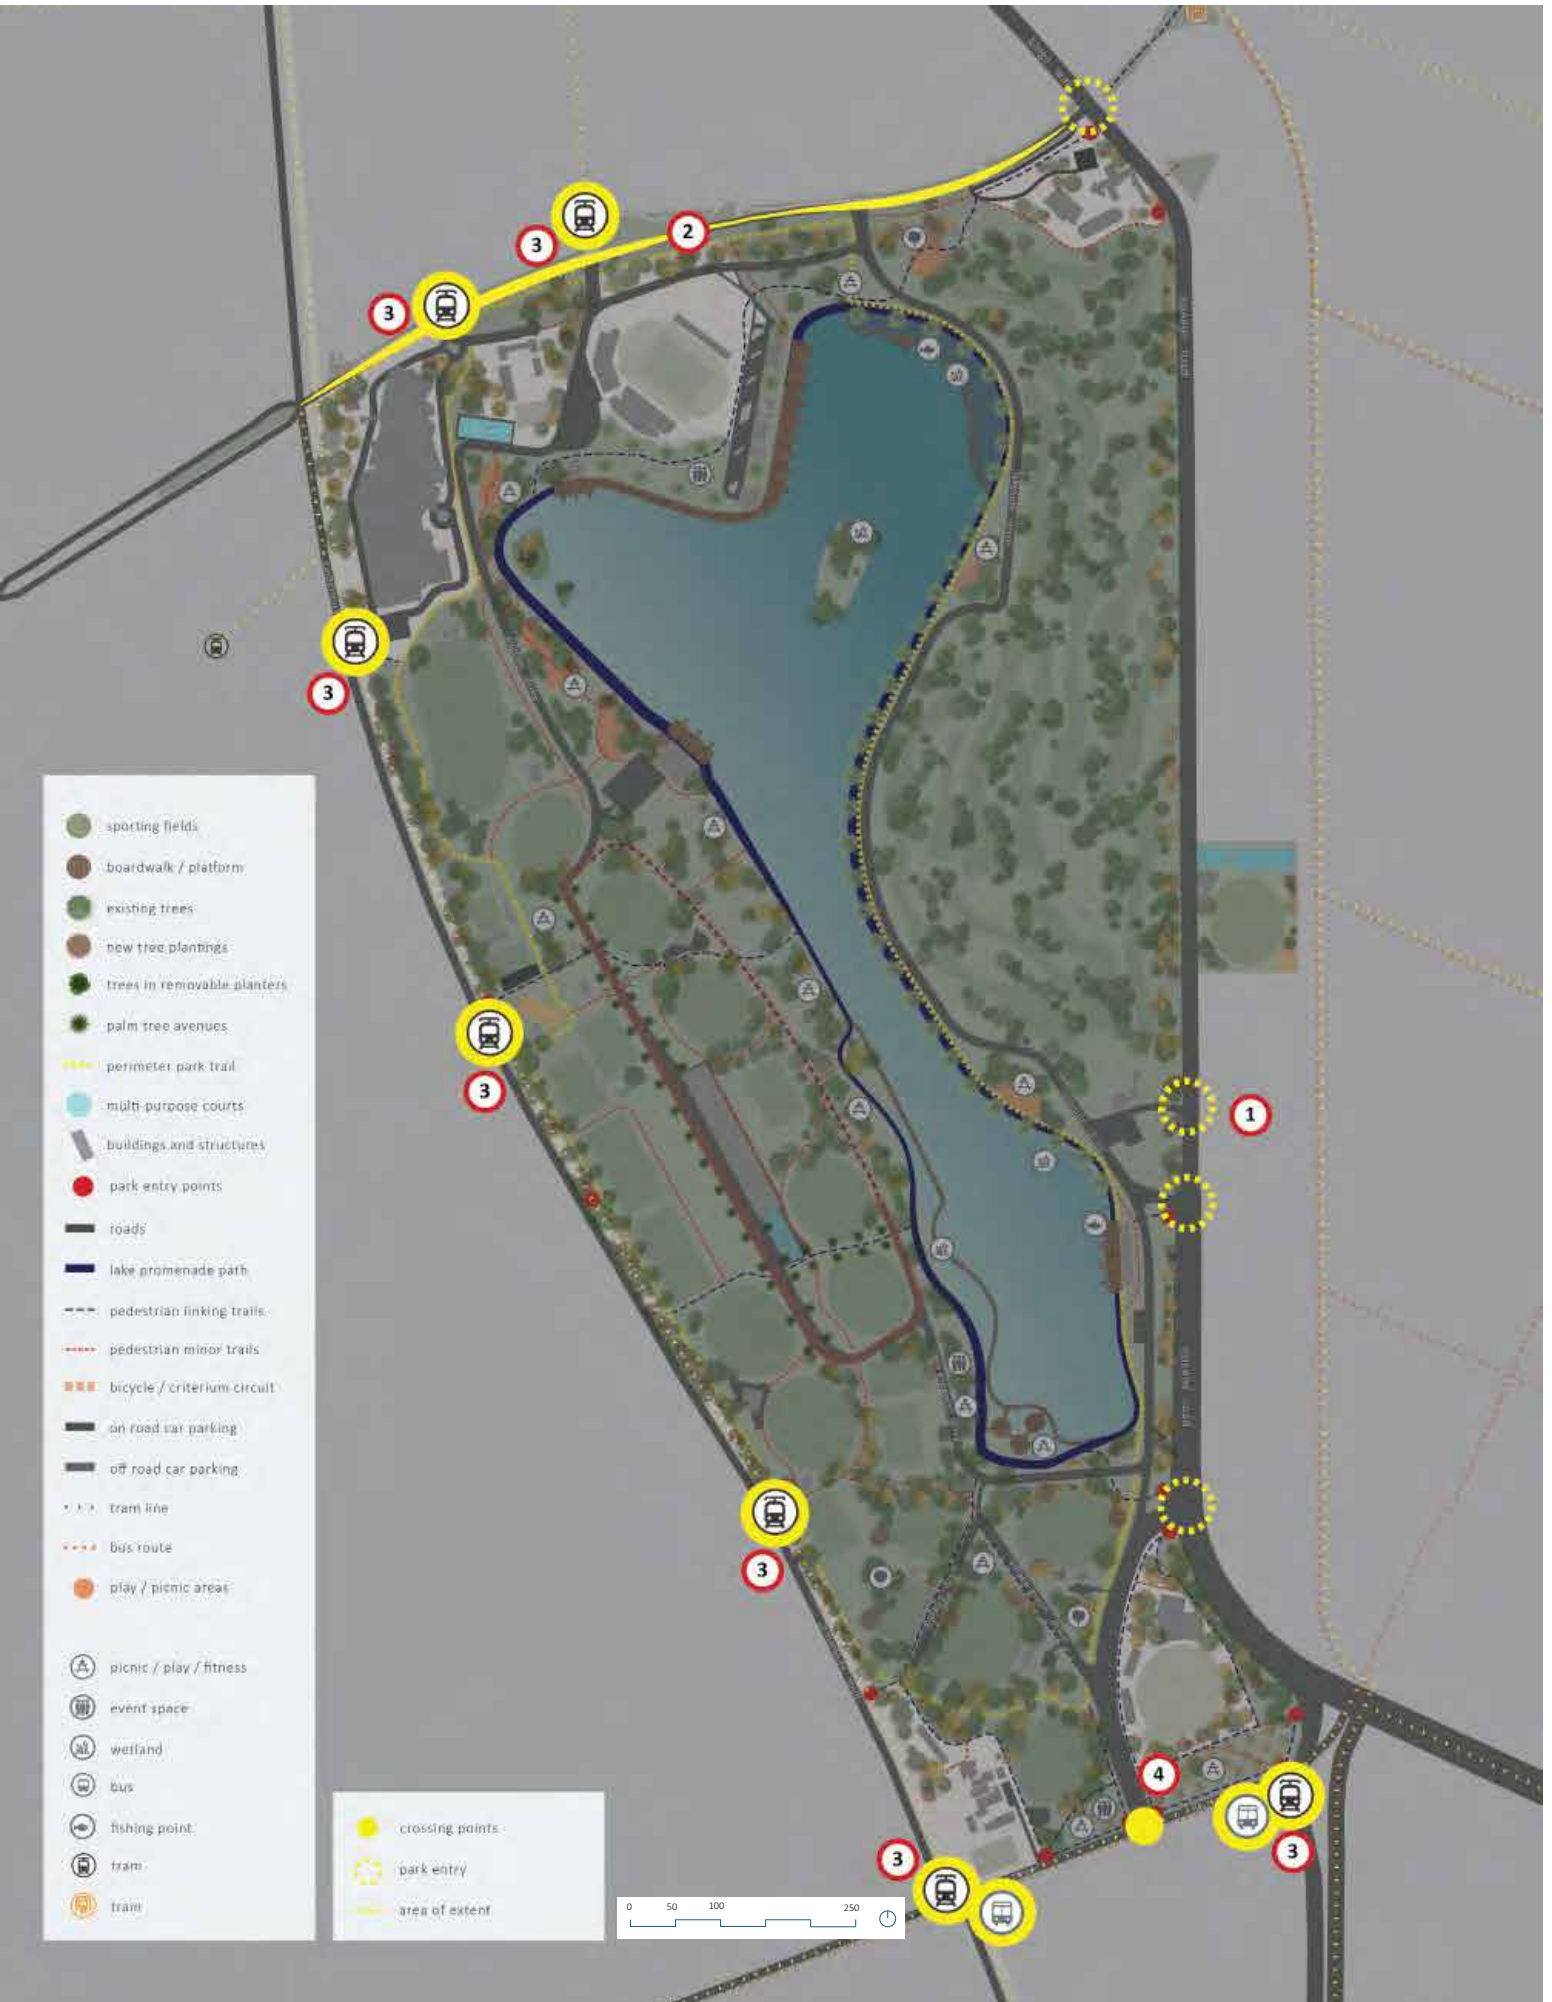 3
2
3
3
3
1
3
4
3
3
sporting fields
boardwalk / platform
existing trees
new tree plantings
trees in removable planters
palm tree avenues
perimeter park trail
multi purpose courts
buildings and structures
park entry points
roads
lake promenade path
pedestrian linking trails
pedestrian minor trails
bicycle / criterium circuit
on road car parking
off road car parking
tram line
bus route
play / picnic areas
picnic / play / fitness
event space
wetland
bus
fishing point
tram
train
crossing points
park entry
area of extent
0 50 100 250